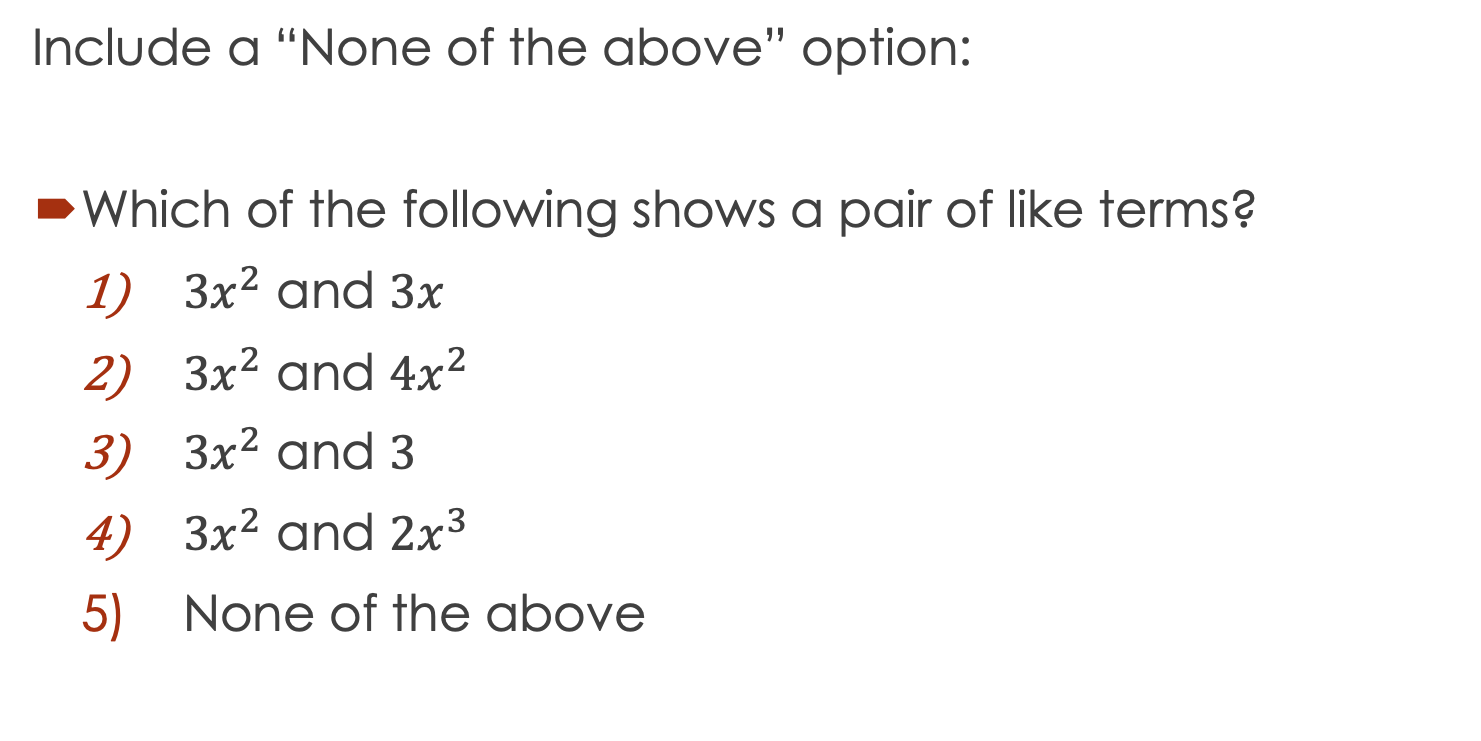 Include a “None of the above” option:
Which of the following shows a pair of like terms?
1) 3x² and 3x
2) 3x² and 4x²
3) 3x² and 3
4) 3x² and 2x³
5) None of the above